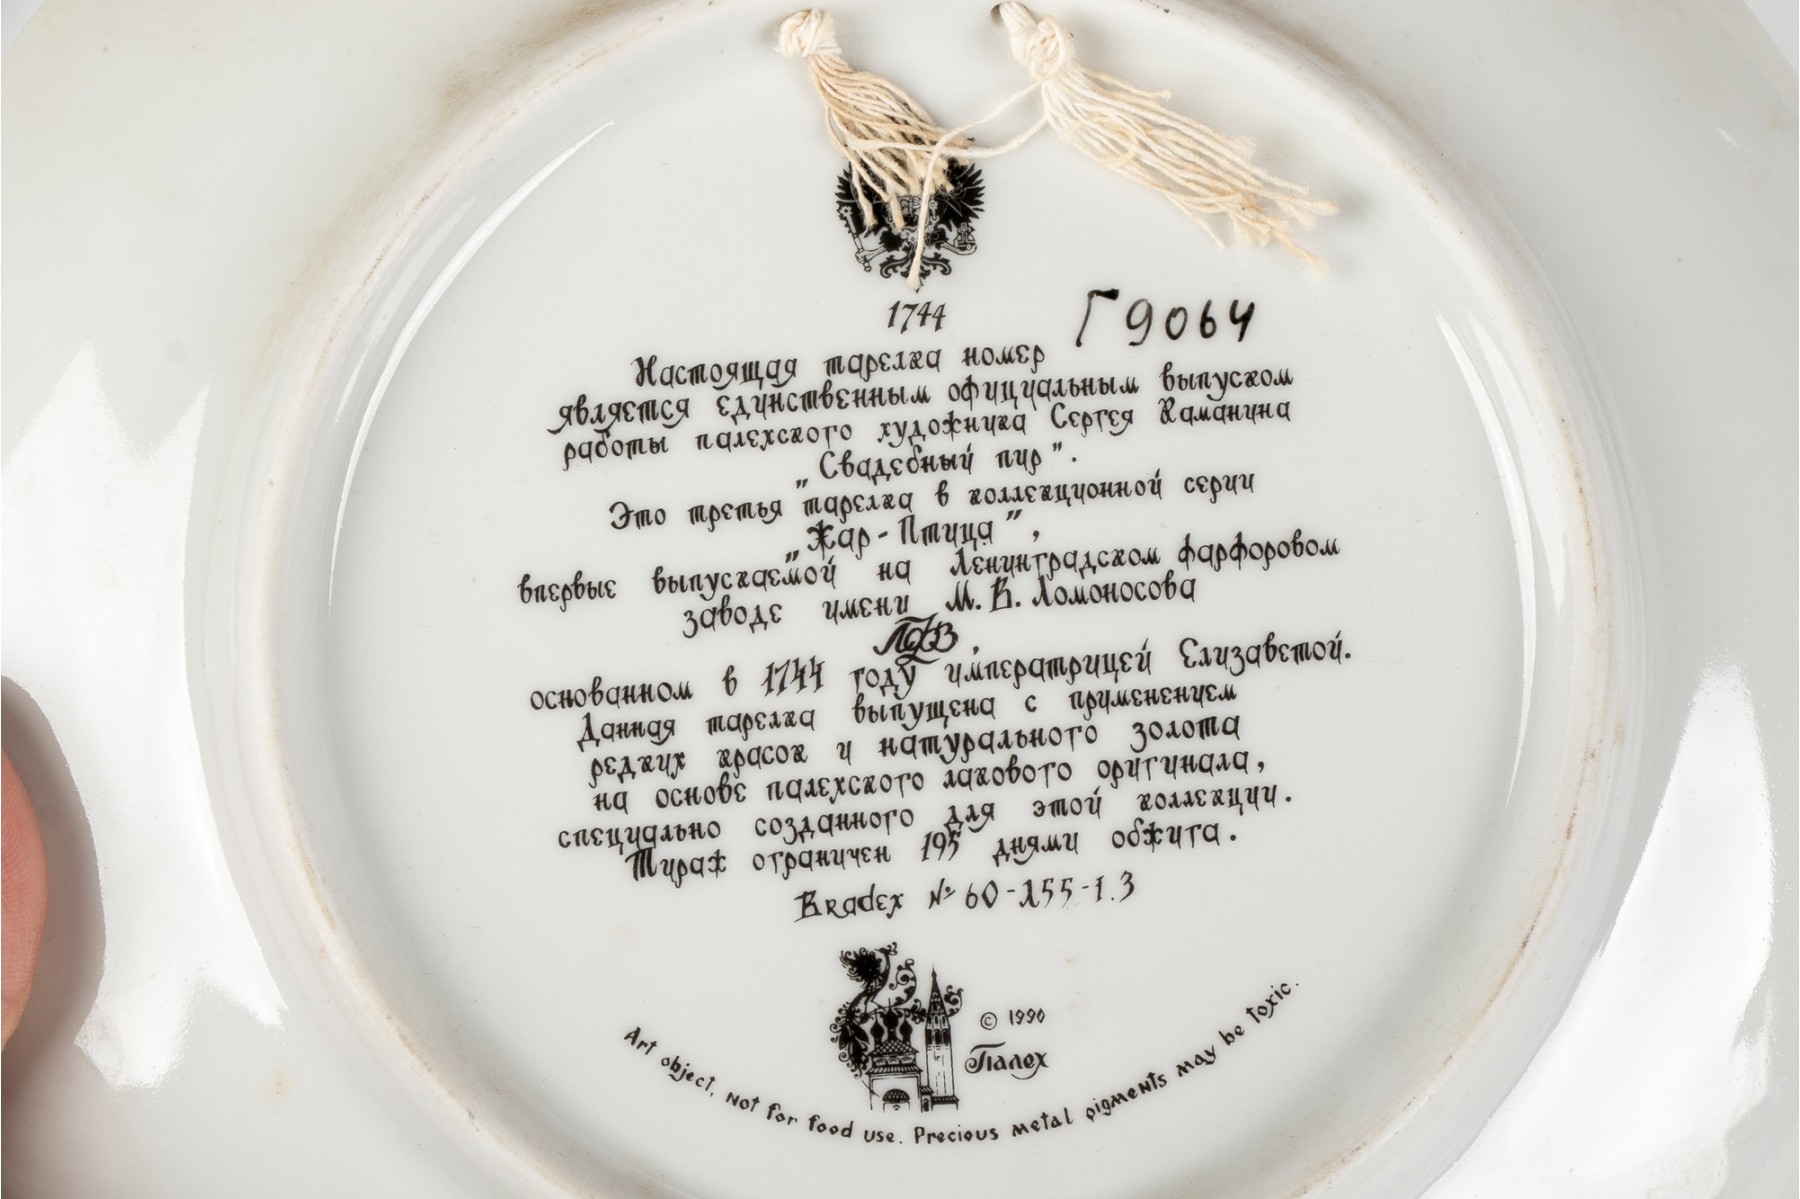 1744
Настоящая тарелка номер Г9064
является единственным официальным выпуском
работы палехского художника Сергея Каманина
„Свадебный пир".
Это третья тарелка в коллекционной серии
„Жар-Птица",
впервые выпускаемой на Ленинградском фарфоровом
заводе имени М. В. Ломоносова
ЛФЗ,
основанном в 1744 году императрицей Елизаветой.
Данная тарелка выпущена с применением
редких красок и натурального золота
на основе палехского лакового оригинала,
специально созданного для этой коллекции.
Тираж ограничен 195 днями обжига.
Bradex № 60-Л55-1.3
© 1990
Палех
Art object, not for food use. Precious metal pigments may be toxic.